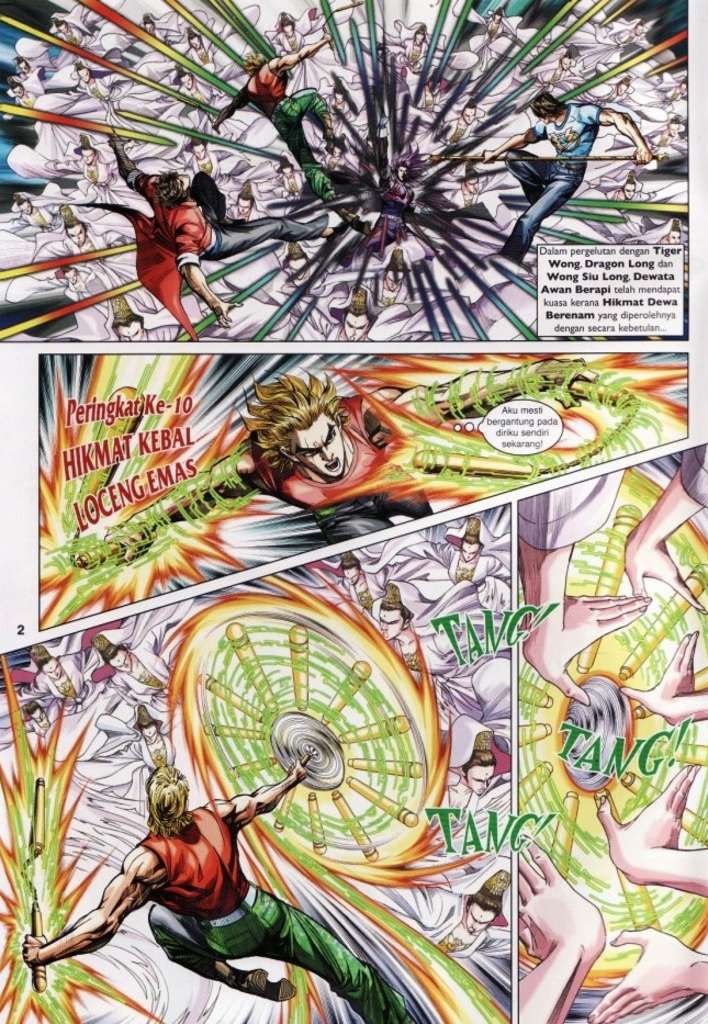 Dalam pergelutan dengan Tiger
Wong, Dragon Long dan
Wong Siu Long, Dewata
Awan Berapi telah mendapat
kuasa kerana Hikmat Dewa
Berenam yang diperolehnya
dengan secara kebetulan...
Peringkat Ke-10
HIKMAT KEBAL
LOCENG EMAS
Aku mesti
bergantung pada
diriku sendiri
sekarang!
2
TANG!
TANG!
TANG!